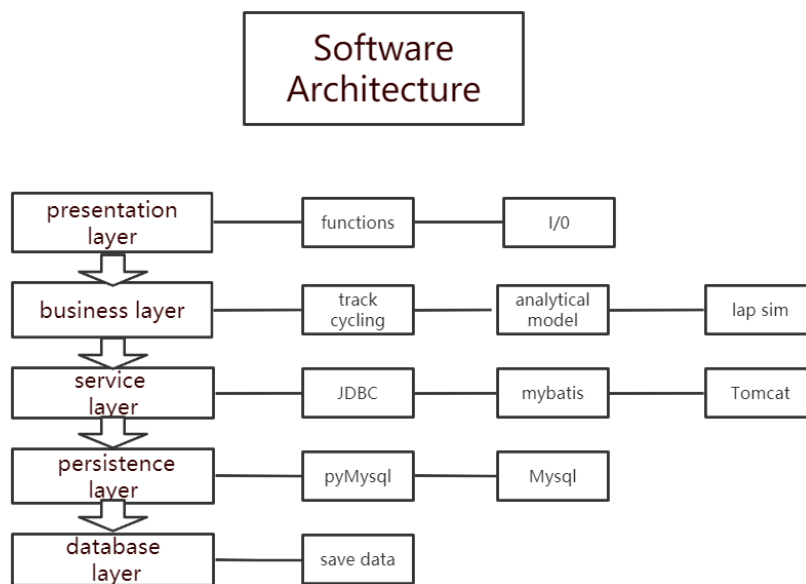 Software
Architecture
presentation
layer
functions
I/0
business layer
track
cycling
analytical
model
lap sim
service
layer
JDBC
mybatis
Tomcat
persistence
layer
pyMysql
Mysql
database
layer
save data